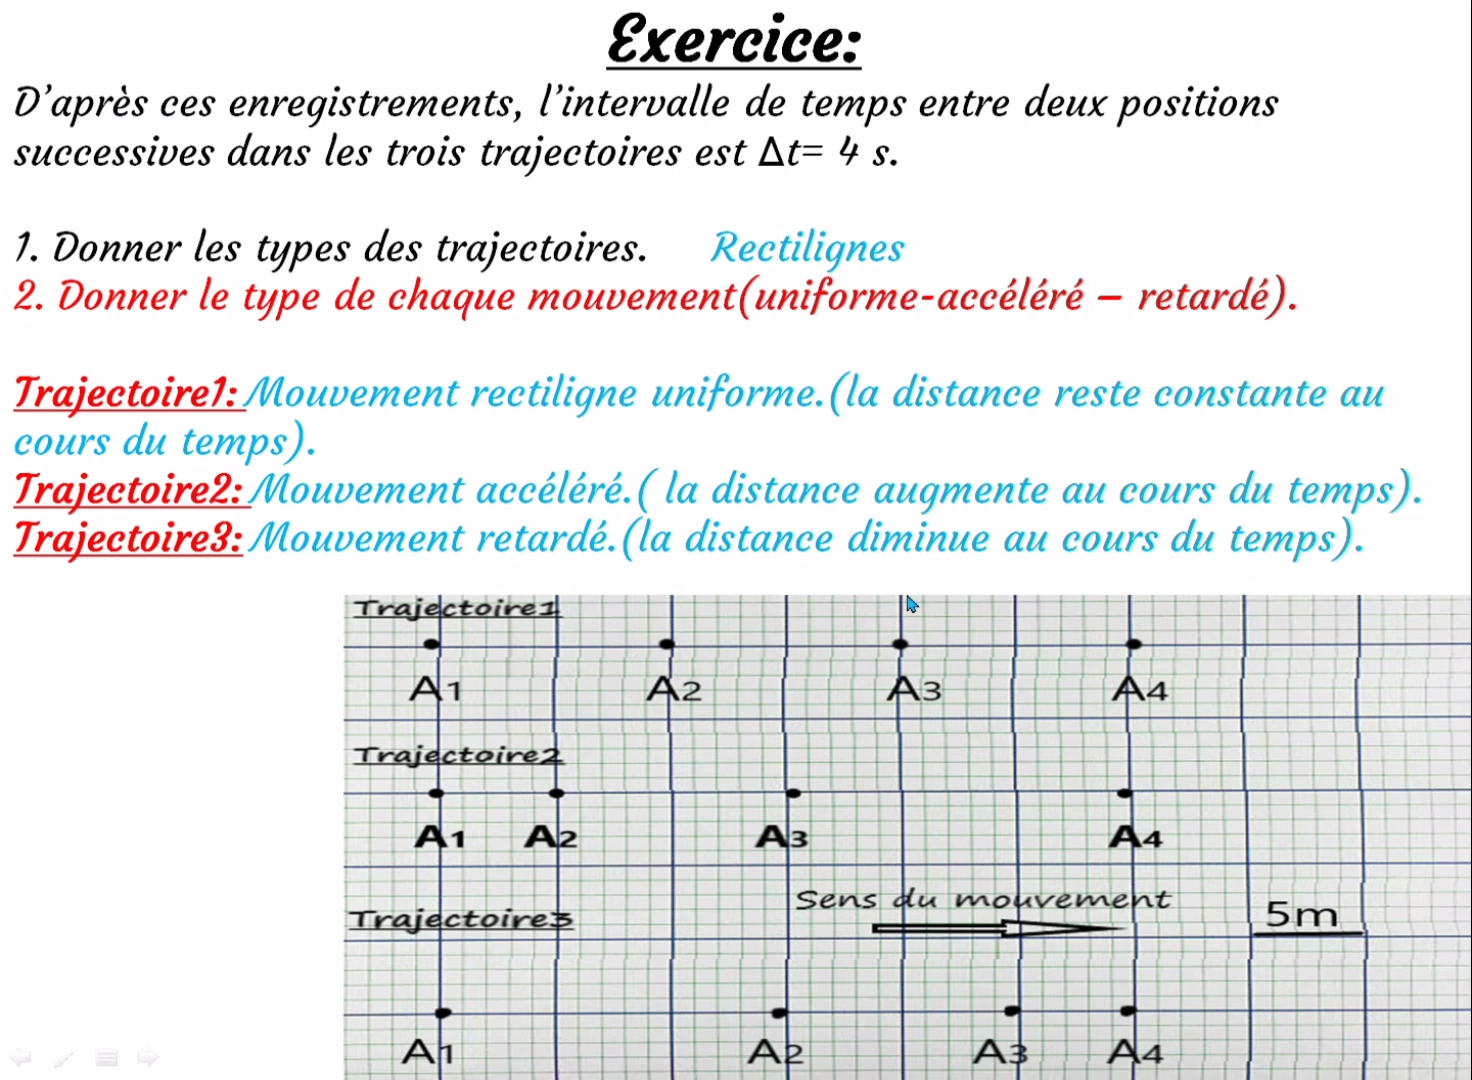 Exercice:
D'après ces enregistrements, l'intervalle de temps entre deux positions
successives dans les trois trajectoires est Δt= 4 s.
1. Donner les types des trajectoires. Rectilignes
2. Donner le type de chaque mouvement(uniforme-accéléré – retardé).
Trajectoire1: Mouvement rectiligne uniforme.(la distance reste constante au
cours du temps).
Trajectoire2: Mouvement accéléré.( la distance augmente au cours du temps).
Trajectoire3: Mouvement retardé.(la distance diminue au cours du temps).
Trajectoire1
A1 A2 A3 A4
Trajectoire2
A1 A2 A3 A4
Sens du mouvement
Trajectoire3
5m
A1 A2 A3 A4